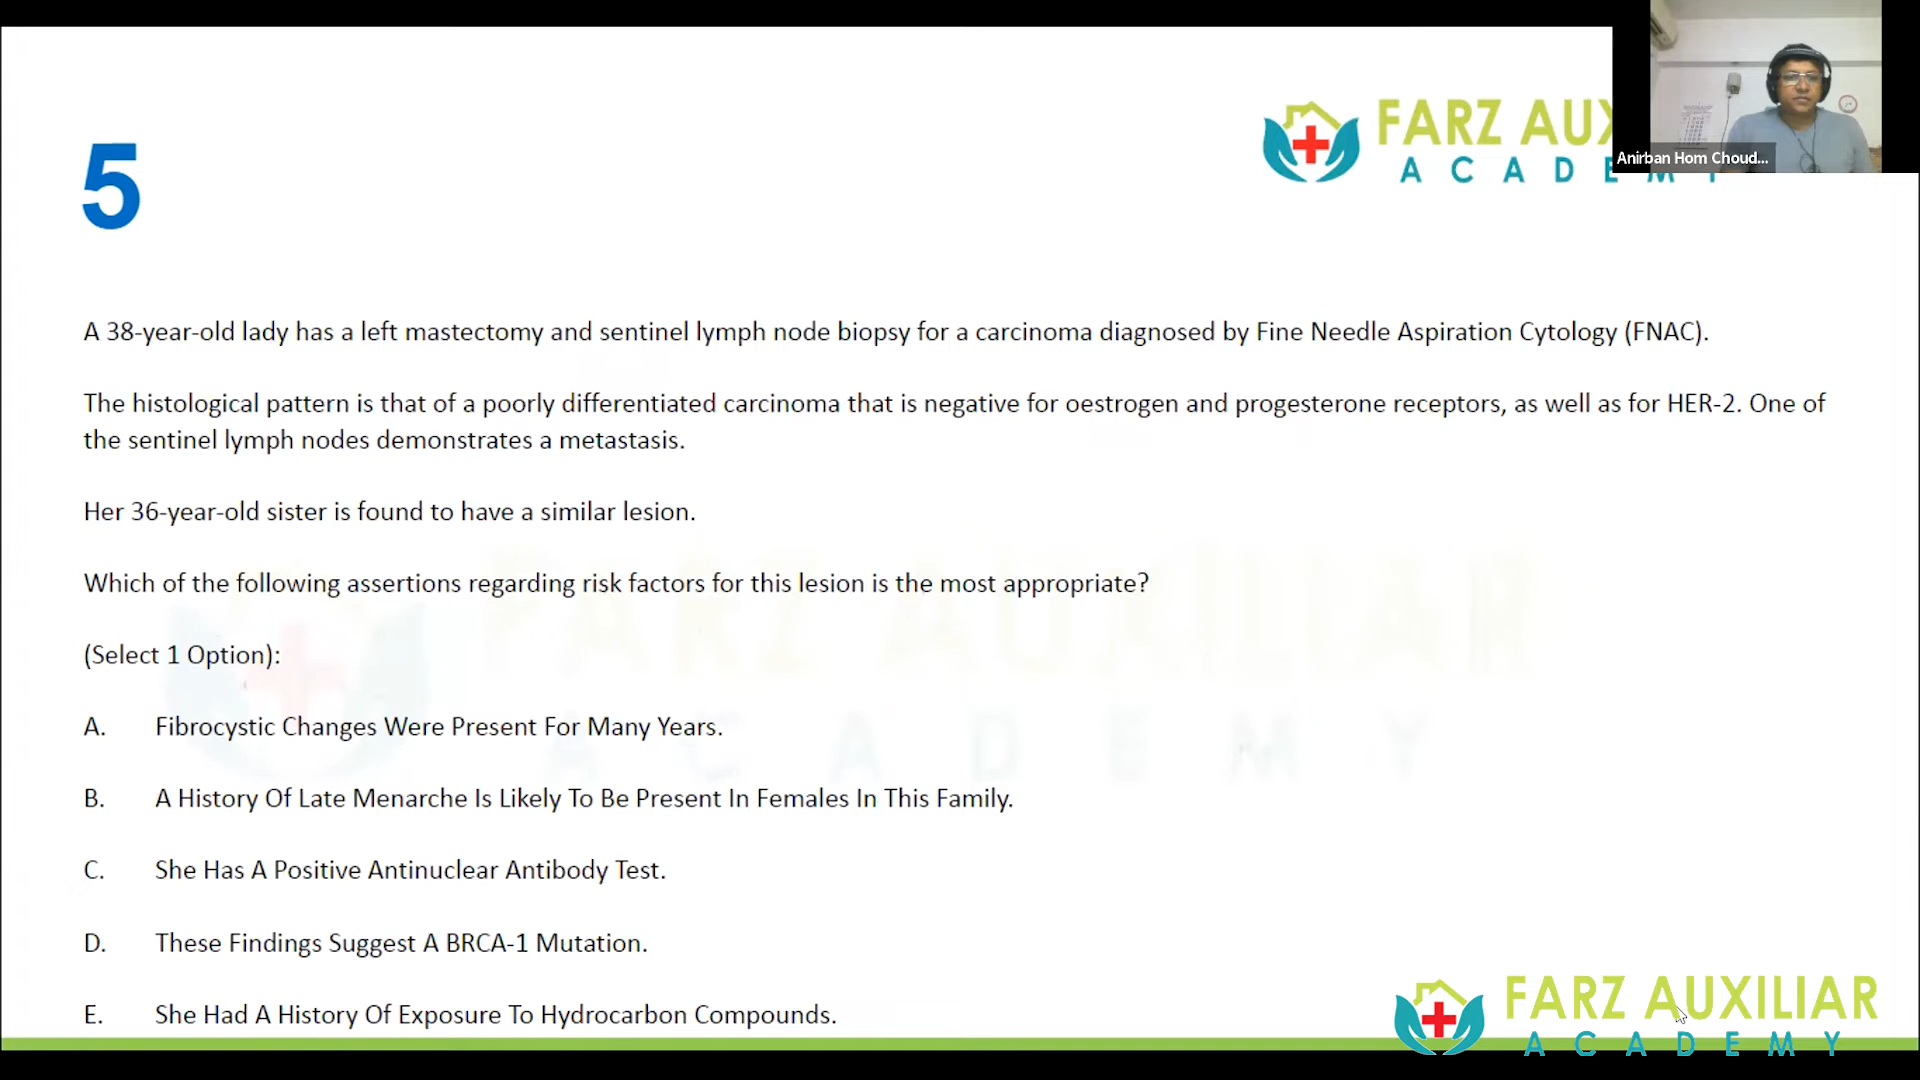 5
FARZ AUX
ACADEMY
Anirban Hom Choud...
A 38-year-old lady has a left mastectomy and sentinel lymph node biopsy for a carcinoma diagnosed by Fine Needle Aspiration Cytology (FNAC).
The histological pattern is that of a poorly differentiated carcinoma that is negative for oestrogen and progesterone receptors, as well as for HER-2. One of
the sentinel lymph nodes demonstrates a metastasis.
Her 36-year-old sister is found to have a similar lesion.
Which of the following assertions regarding risk factors for this lesion is the most appropriate?
(Select 1 Option):
A. Fibrocystic Changes Were Present For Many Years.
B. A History Of Late Menarche Is Likely To Be Present In Females In This Family.
C. She Has A Positive Antinuclear Antibody Test.
D. These Findings Suggest A BRCA-1 Mutation.
E. She Had A History Of Exposure To Hydrocarbon Compounds.
FARZ AUXILIAR
ACADEMY
FARZ AUXILIAR
ACADEMY